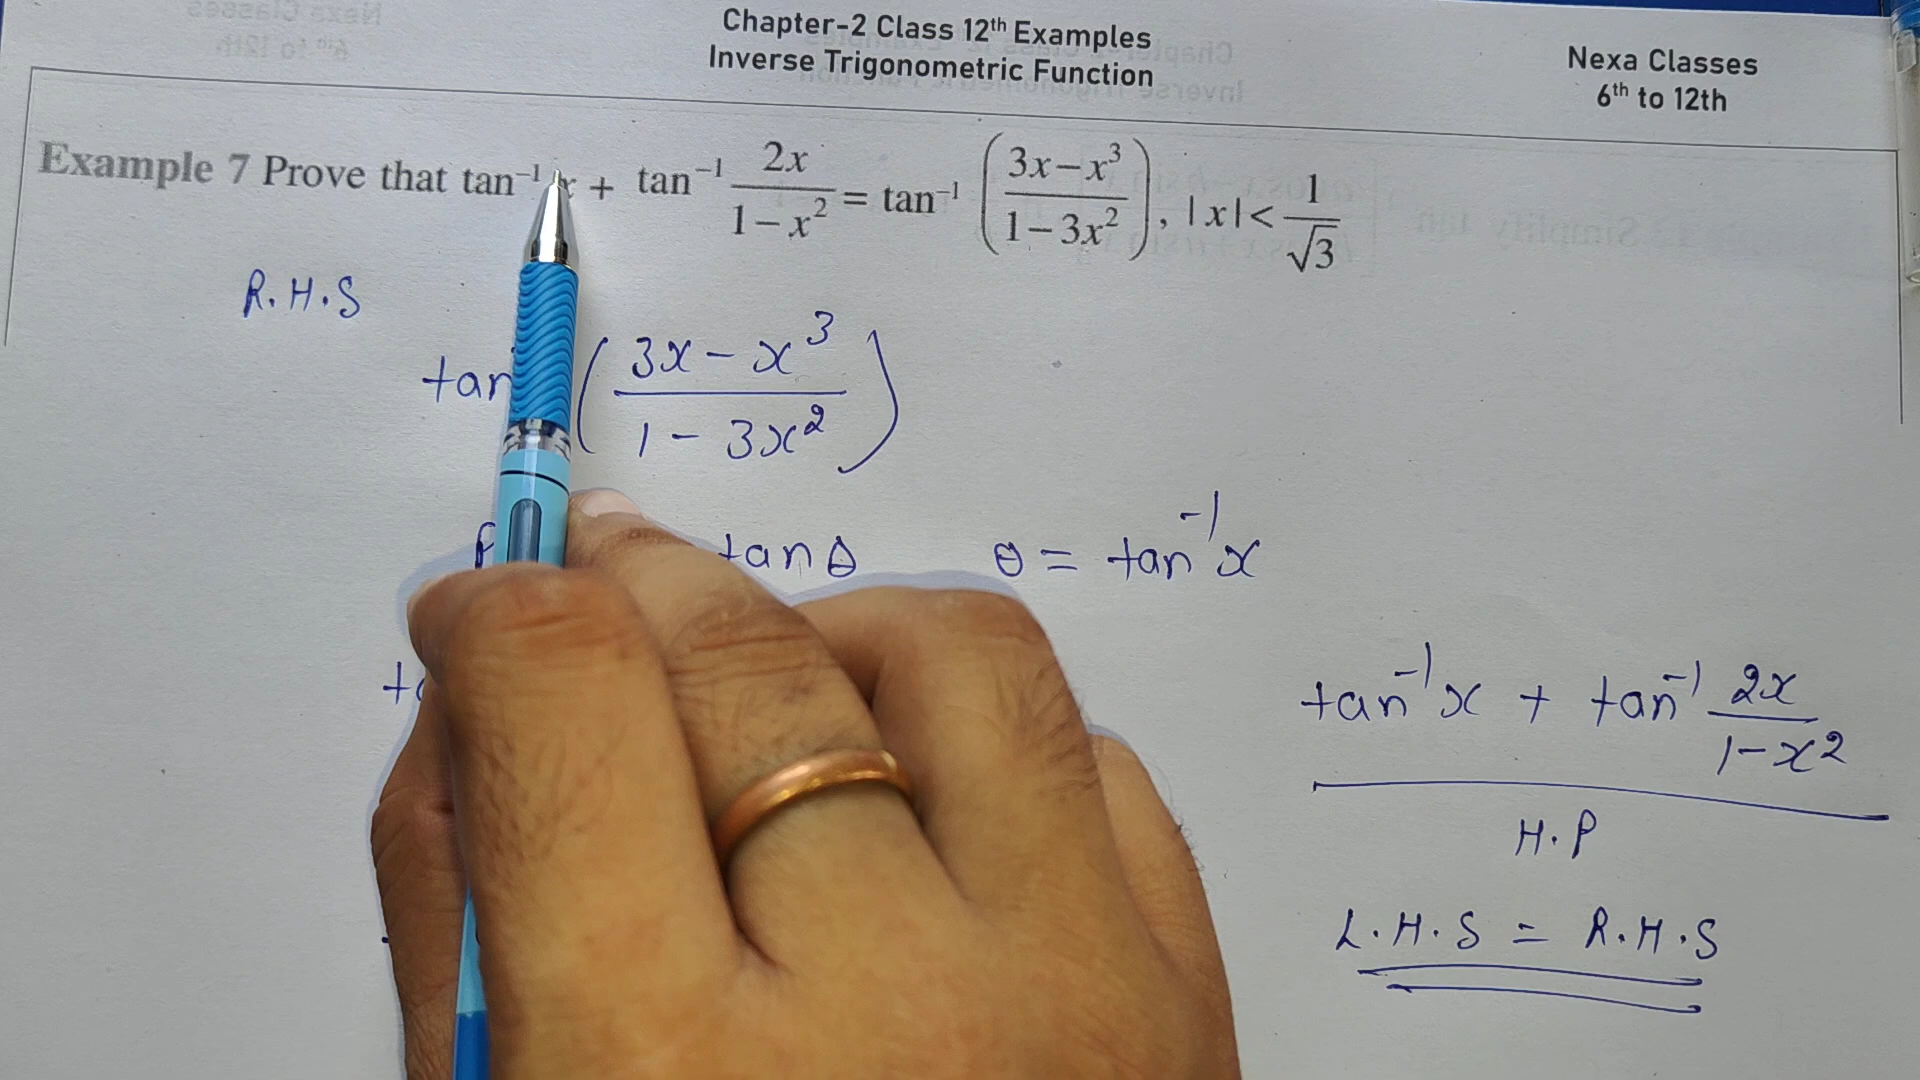 Chapter-2 Class 12th Examples
Inverse Trigonometric Function
Nexa Classes
6th to 12th
Example 7 Prove that tan⁻¹ x + tan⁻¹ 2x/(1−x²) = tan⁻¹ ((3x−x³)/(1−3x²)), |x| < 1/√3
R.H.S
tan ((3x − x³)/(1 − 3x²))
tanθ θ = tan⁻¹x
tan⁻¹x + tan⁻¹ 2x/(1−x²)
H.P
L.H.S = R.H.S